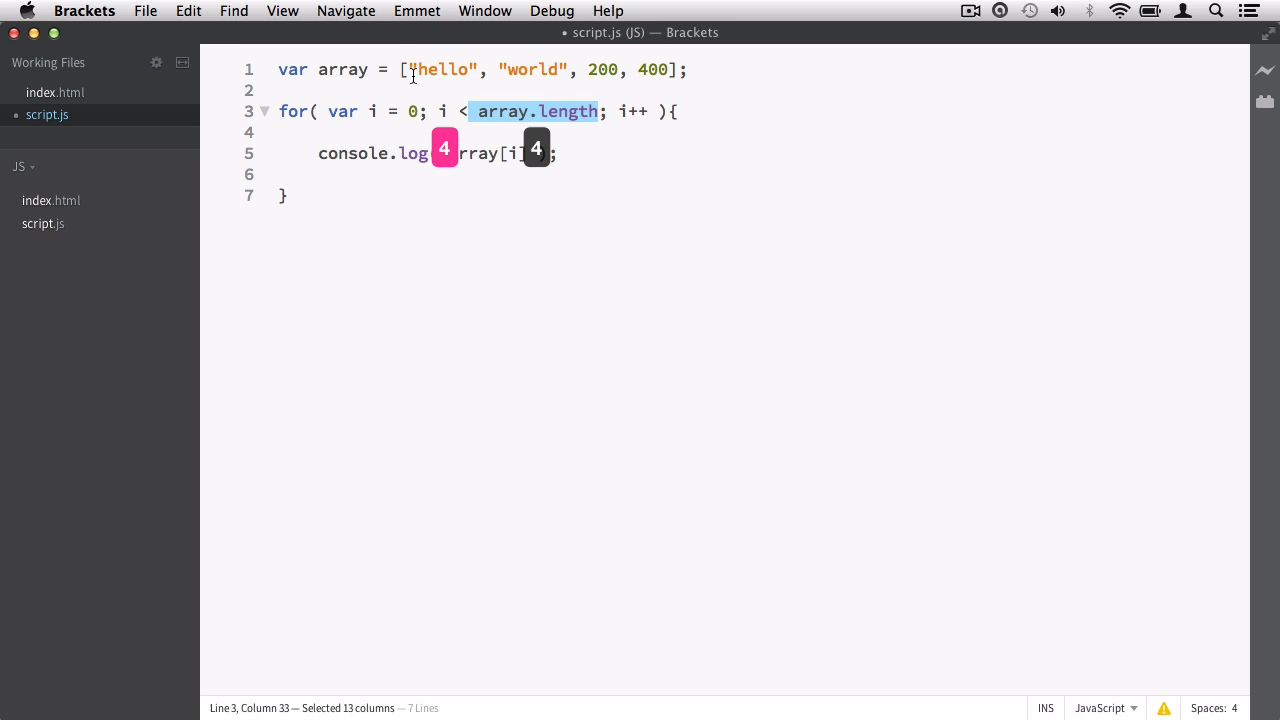 Brackets File Edit Find View Navigate Emmet Window Debug Help
• script.js (JS) — Brackets
Working Files
index.html
• script.js
JS
index.html
script.js
1 var array = ["hello", "world", 200, 400];
2
3 for( var i = 0; i < array.length; i++ ){
4
4 4
5 console.log rray[i] ;
6
7 }
Line 3, Column 33 — Selected 13 columns — 7 Lines
INS JavaScript Spaces: 4